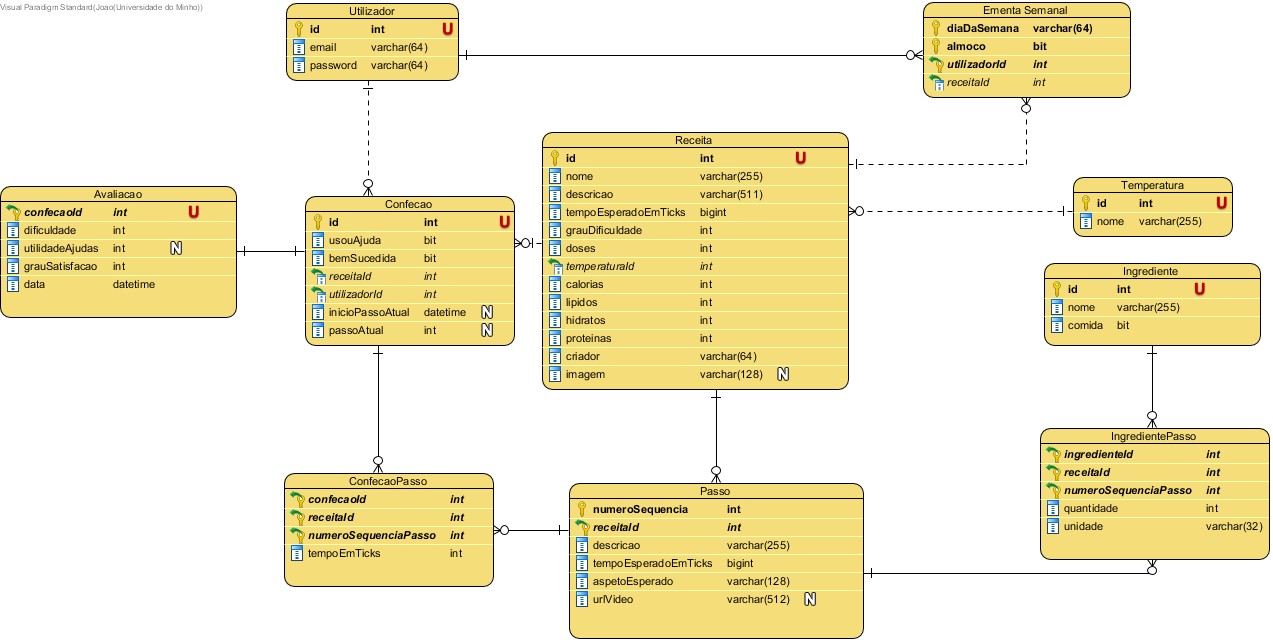 Visual Paradigm Standard(Joao(Universidade do Minho))
Utilizador
id int U
email varchar(64)
password varchar(64)
Ementa Semanal
diaDaSemana varchar(64)
almoco bit
utilizadorId int
receitaId int
Receita
id int U
nome varchar(255)
descricao varchar(511)
tempoEsperadoEmTicks bigint
grauDificuldade int
doses int
temperaturaId int
calorias int
lipidos int
hidratos int
proteinas int
criador varchar(64)
imagem varchar(128) N
Temperatura
id int U
nome varchar(255)
Avaliacao
confecaoId int U
dificuldade int
utilidadeAjudas int N
grauSatisfacao int
data datetime
Confecao
id int U
usouAjuda bit
bemSucedida bit
receitaId int
utilizadorId int
inicioPassoAtual datetime N
passoAtual int N
Ingrediente
id int U
nome varchar(255)
comida bit
IngredientePasso
ingredienteId int
receitaId int
numeroSequenciaPasso int
quantidade int
unidade varchar(32)
ConfecaoPasso
confecaoId int
receitaId int
numeroSequenciaPasso int
tempoEmTicks int
Passo
numeroSequencia int
receitaId int
descricao varchar(255)
tempoEsperadoEmTicks bigint
aspetoEsperado varchar(128)
urlVideo varchar(512) N